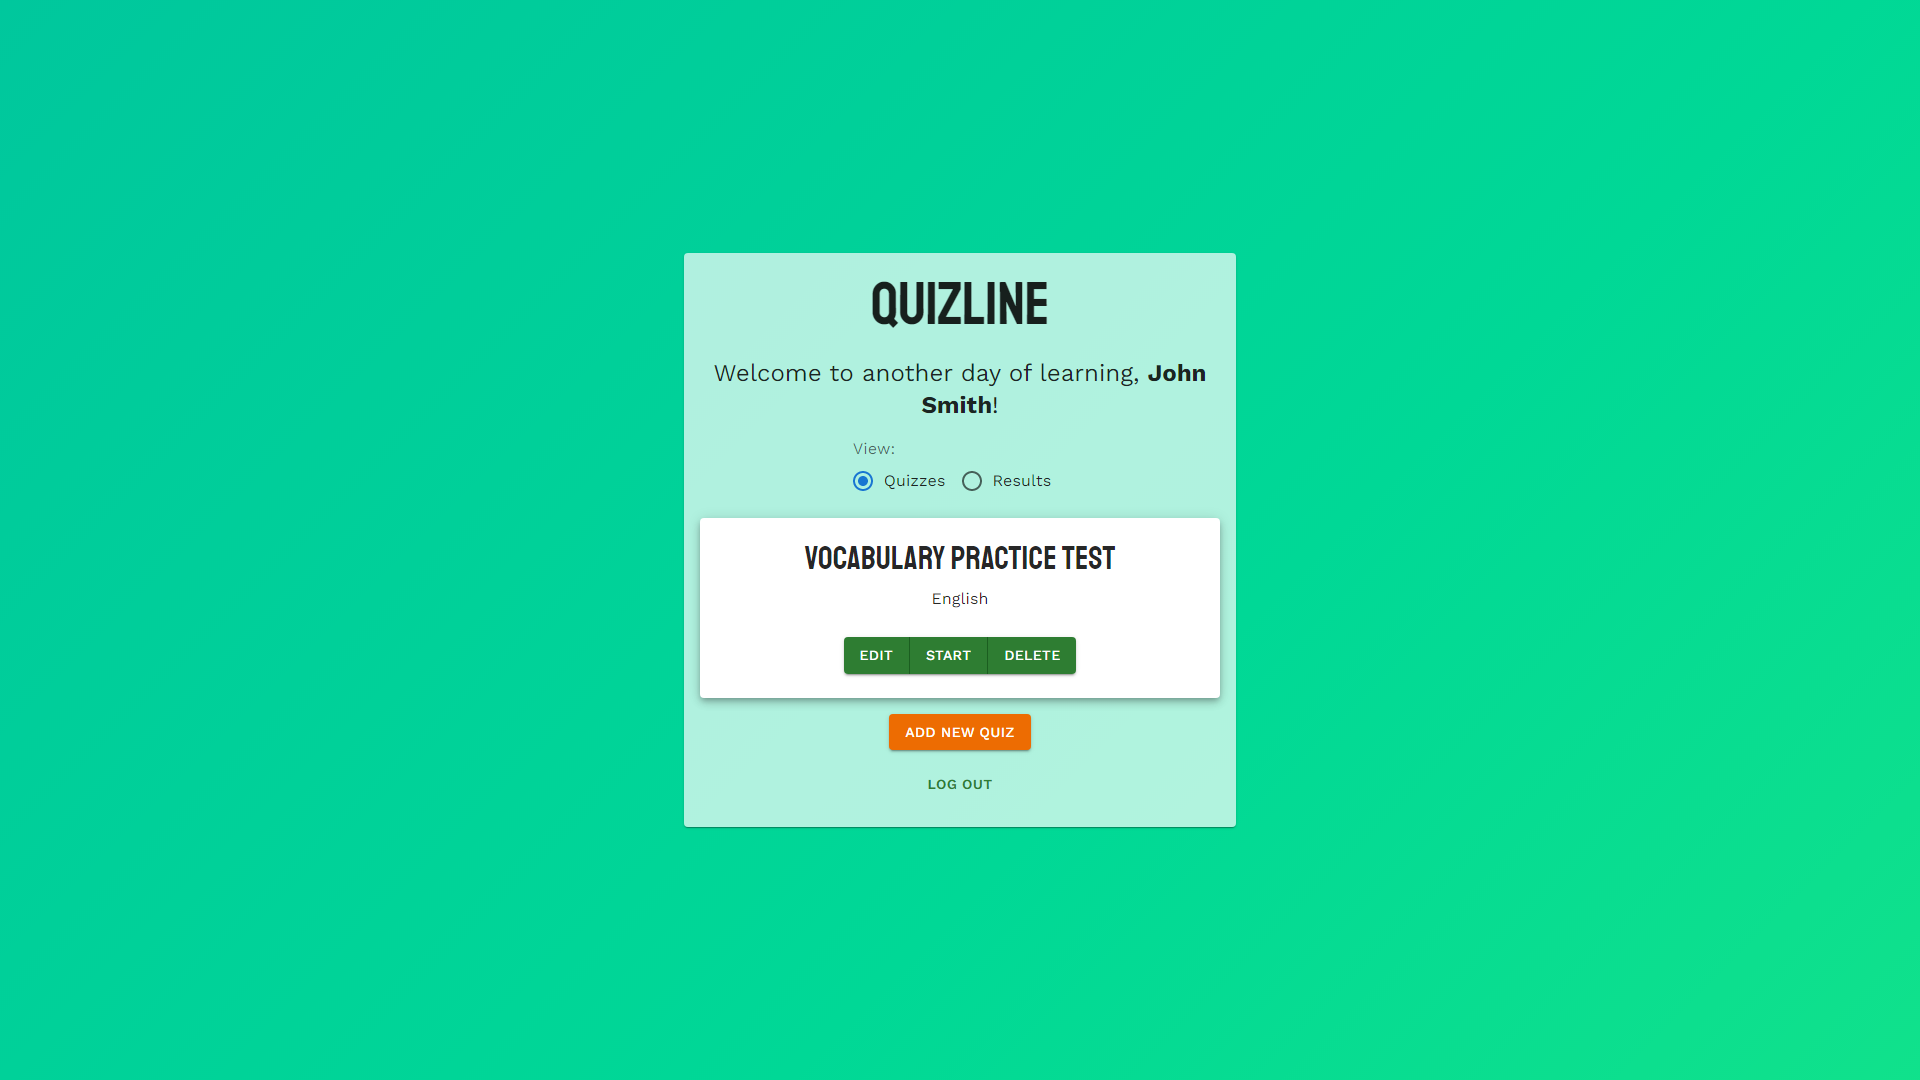 QUIZLINE
Welcome to another day of learning, John
Smith!
View:
Quizzes Results
VOCABULARY PRACTICE TEST
English
EDIT START DELETE
ADD NEW QUIZ
LOG OUT